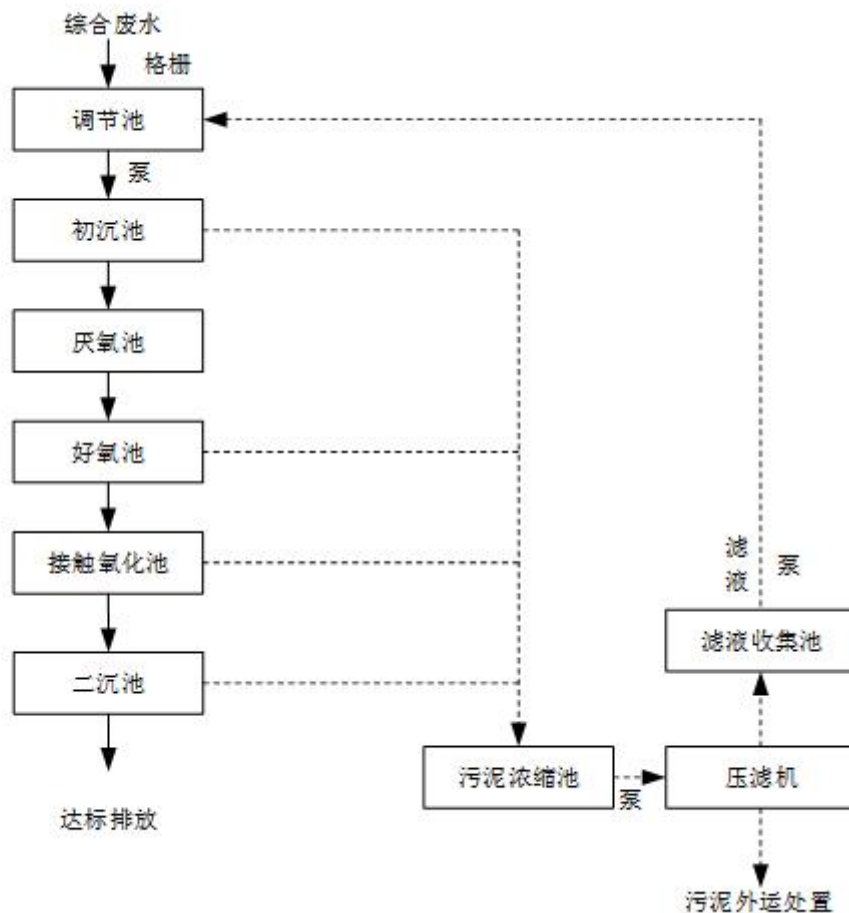 综合废水
格栅
调节池
泵
初沉池
厌氧池
好氧池
接触氧化池
二沉池
达标排放
污泥浓缩池
泵
压滤机
滤液收集池
滤液
泵
污泥外运处置